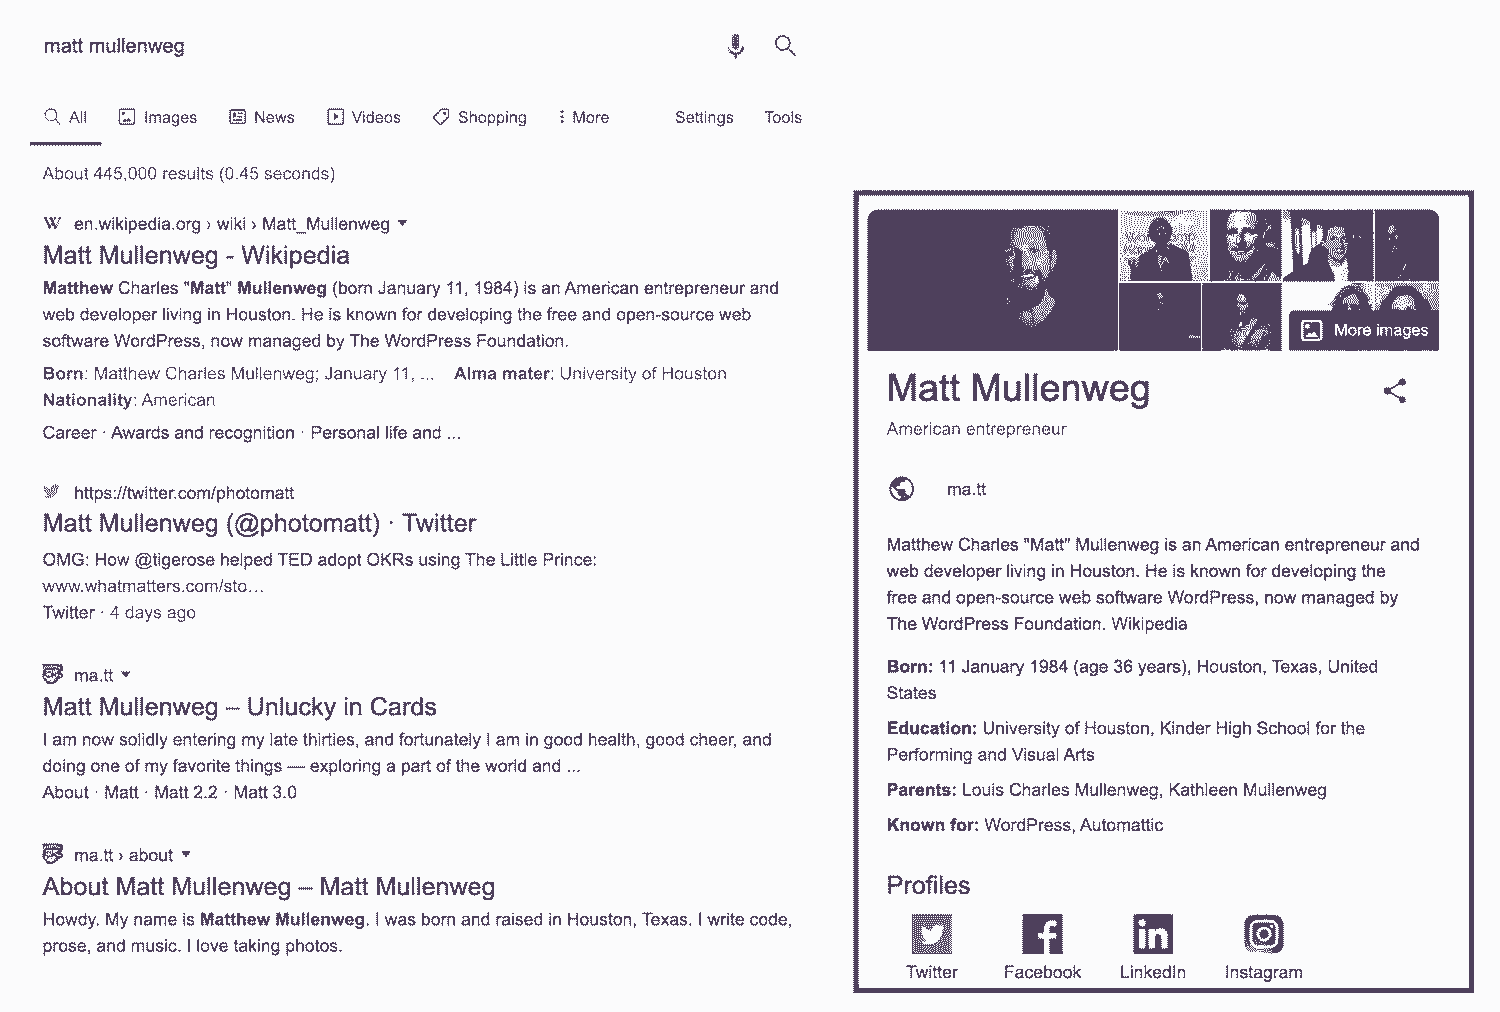 matt mullenweg
All Images News Videos Shopping More Settings Tools
About 445,000 results (0.45 seconds)
en.wikipedia.org › wiki › Matt_Mullenweg
Matt Mullenweg - Wikipedia
Matthew Charles "Matt" Mullenweg (born January 11, 1984) is an American entrepreneur and
web developer living in Houston. He is known for developing the free and open-source web
software WordPress, now managed by The WordPress Foundation.
Born: Matthew Charles Mullenweg; January 11, ... Alma mater: University of Houston
Nationality: American
Career · Awards and recognition · Personal life and ...
https://twitter.com/photomatt
Matt Mullenweg (@photomatt) · Twitter
OMG: How @tigerose helped TED adopt OKRs using The Little Prince:
www.whatmatters.com/sto...
Twitter · 4 days ago
ma.tt
Matt Mullenweg – Unlucky in Cards
I am now solidly entering my late thirties, and fortunately I am in good health, good cheer, and
doing one of my favorite things — exploring a part of the world and ...
About · Matt · Matt 2.2 · Matt 3.0
ma.tt › about
About Matt Mullenweg – Matt Mullenweg
Howdy. My name is Matthew Mullenweg. I was born and raised in Houston, Texas. I write code,
prose, and music. I love taking photos.
More images
Matt Mullenweg
American entrepreneur
ma.tt
Matthew Charles "Matt" Mullenweg is an American entrepreneur and
web developer living in Houston. He is known for developing the
free and open-source web software WordPress, now managed by
The WordPress Foundation. Wikipedia
Born: 11 January 1984 (age 36 years), Houston, Texas, United
States
Education: University of Houston, Kinder High School for the
Performing and Visual Arts
Parents: Louis Charles Mullenweg, Kathleen Mullenweg
Known for: WordPress, Automattic
Profiles
Twitter Facebook LinkedIn Instagram